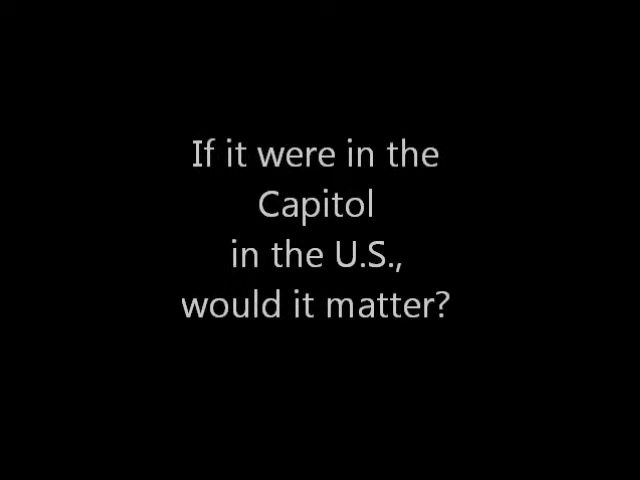 If it were in the
Capitol
in the U.S.,
would it matter?